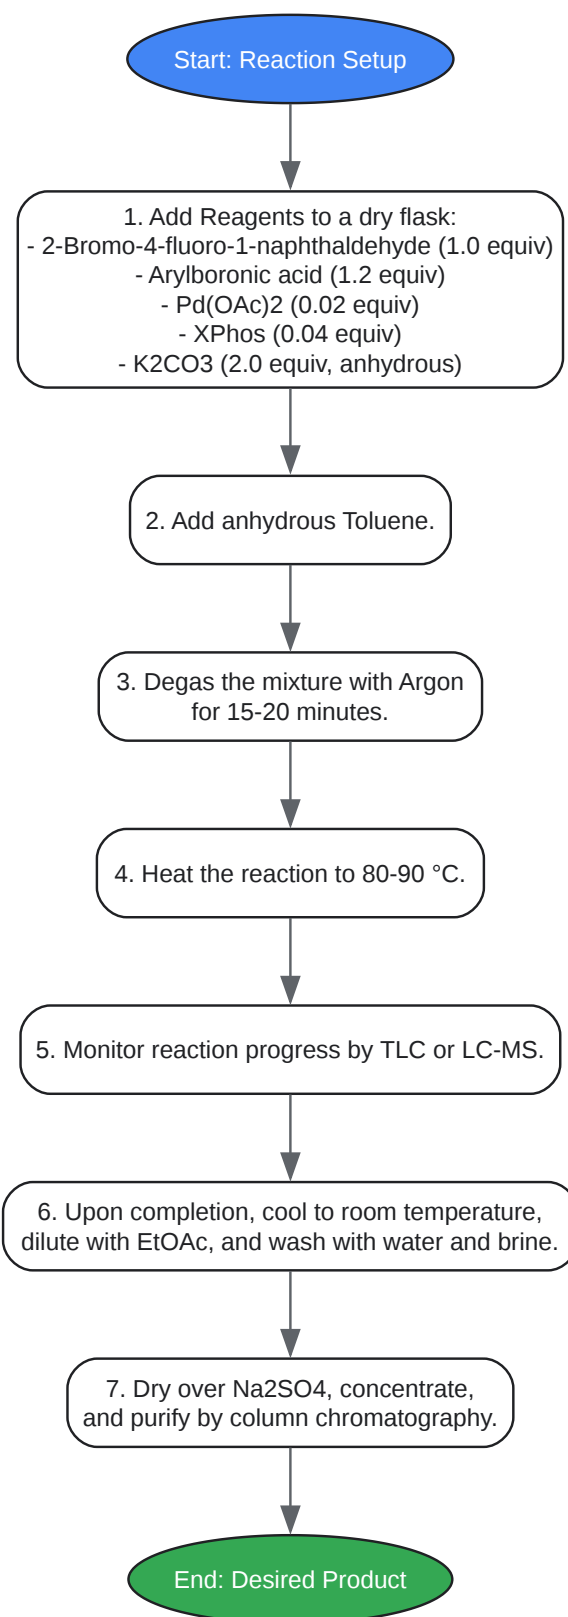 Start: Reaction Setup
1. Add Reagents to a dry flask:
- 2-Bromo-4-fluoro-1-naphthaldehyde (1.0 equiv)
- Arylboronic acid (1.2 equiv)
- Pd(OAc)2 (0.02 equiv)
- XPhos (0.04 equiv)
- K2CO3 (2.0 equiv, anhydrous)
2. Add anhydrous Toluene.
3. Degas the mixture with Argon
for 15-20 minutes.
4. Heat the reaction to 80-90 °C.
5. Monitor reaction progress by TLC or LC-MS.
6. Upon completion, cool to room temperature,
dilute with EtOAc, and wash with water and brine.
7. Dry over Na2SO4, concentrate,
and purify by column chromatography.
End: Desired Product